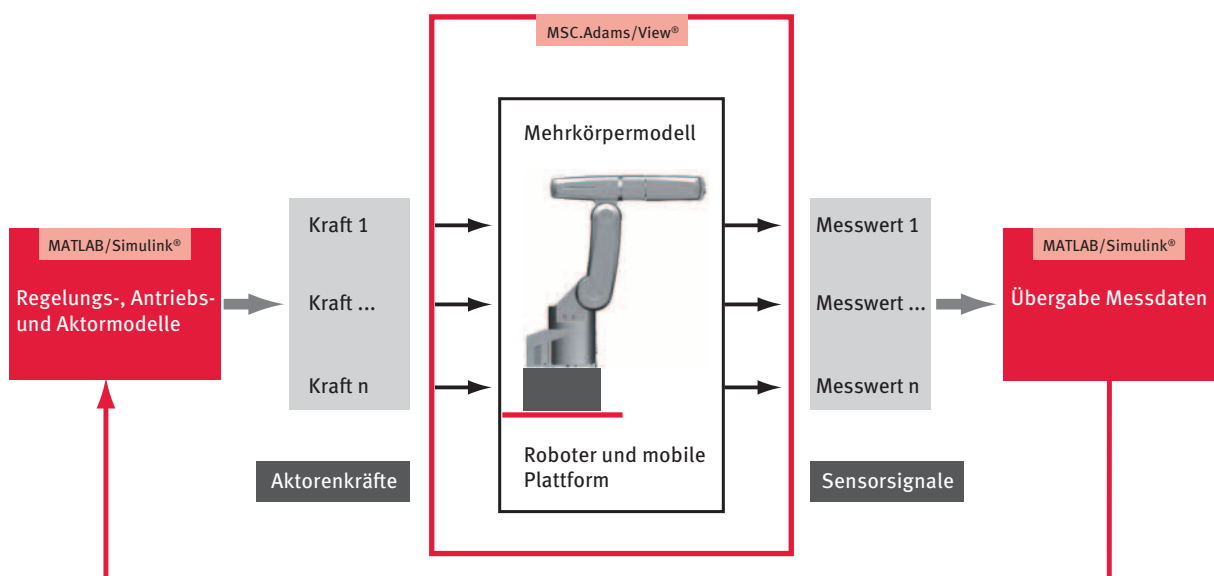 MSC.Adams/View®
Mehrkörpermodell
Kraft 1
Messwert 1
MATLAB/Simulink®
MATLAB/Simulink®
Regelungs-, Antriebs-
und Aktormodelle
Kraft ...
Messwert ...
Übergabe Messdaten
Kraft n
Messwert n
Roboter und mobile
Plattform
Aktorenkräfte
Sensorsignale